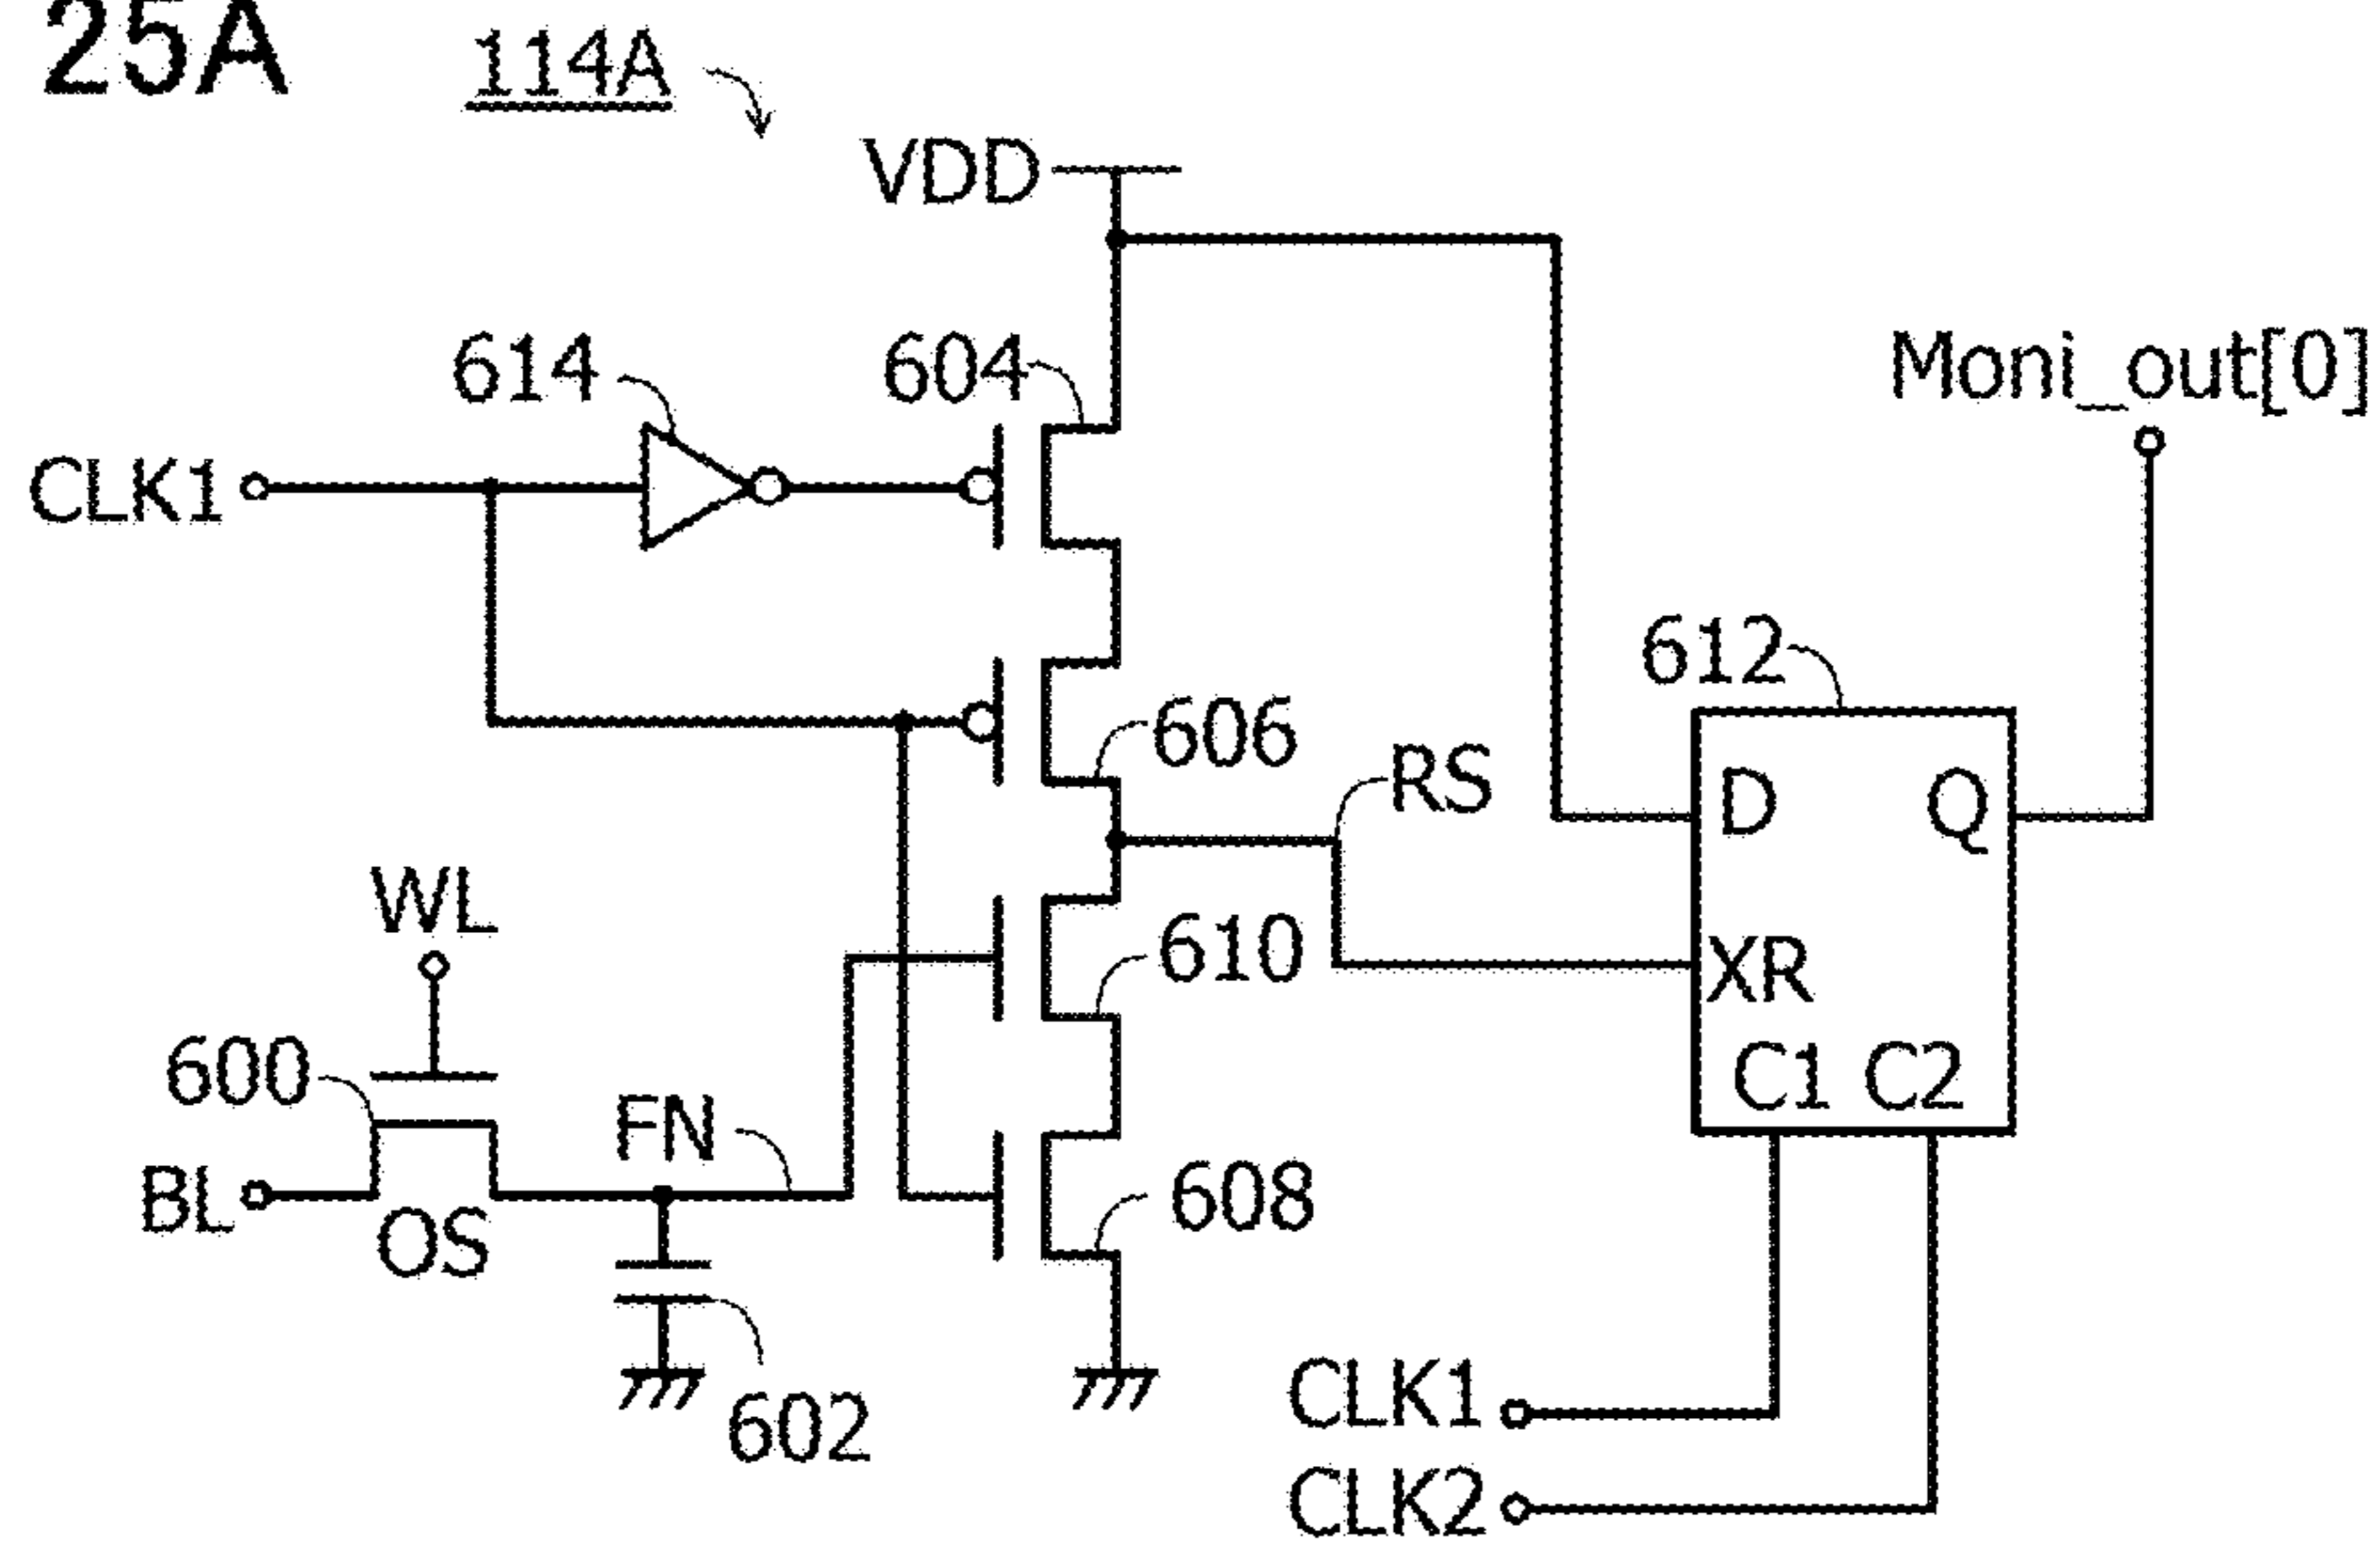 25A
114A
VDD
614
604
Moni_out[0]
CLK1
612
606
RS
D
Q
WL
610
XR
600
C1 C2
FN
BL
608
OS
CLK1
602
CLK2